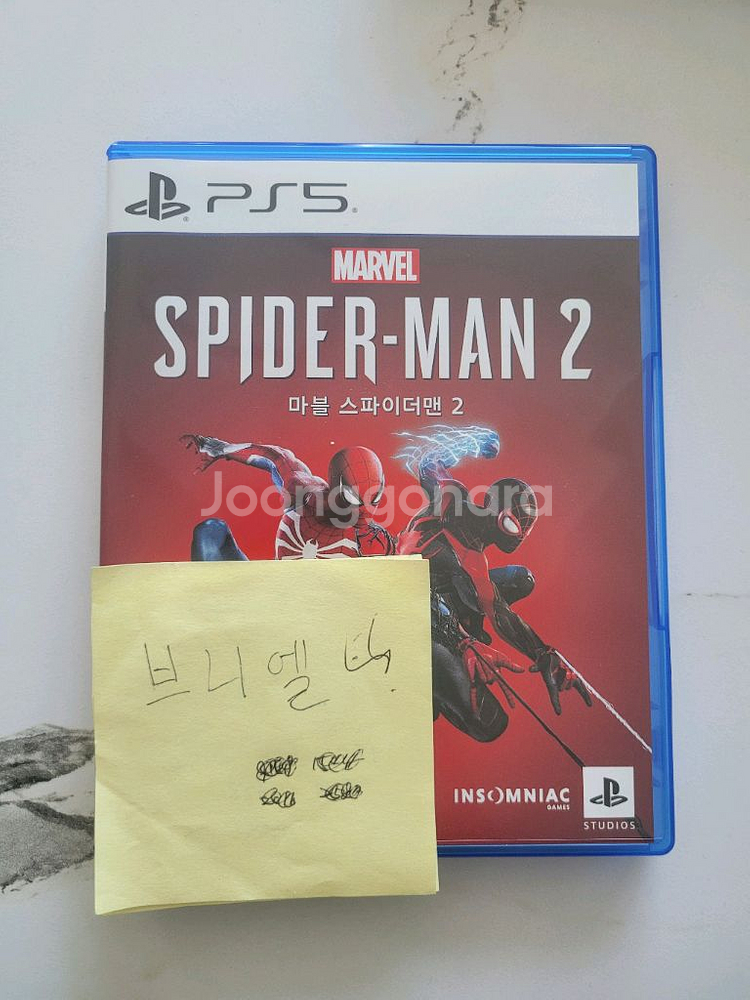 PS5
MARVEL
SPIDER-MAN 2
마블 스파이더맨 2
Joonggonara
브니엘
INSOMNIAC
GAMES
STUDIOS